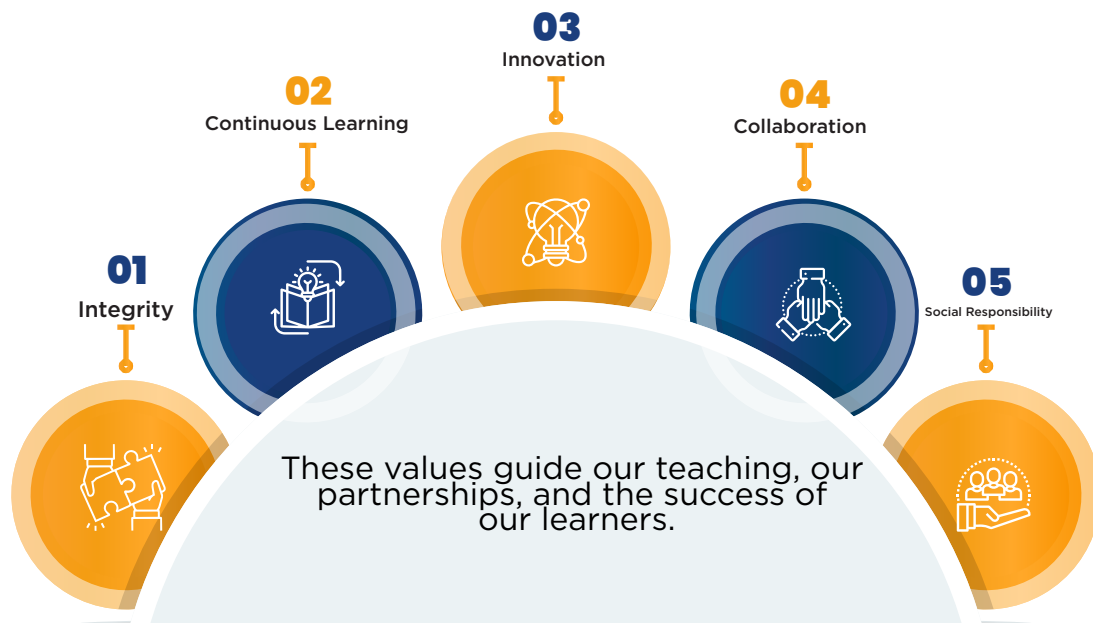 01
Integrity
02
Continuous Learning
03
Innovation
04
Collaboration
05
Social Responsibility
These values guide our teaching, our
partnerships, and the success of
our learners.